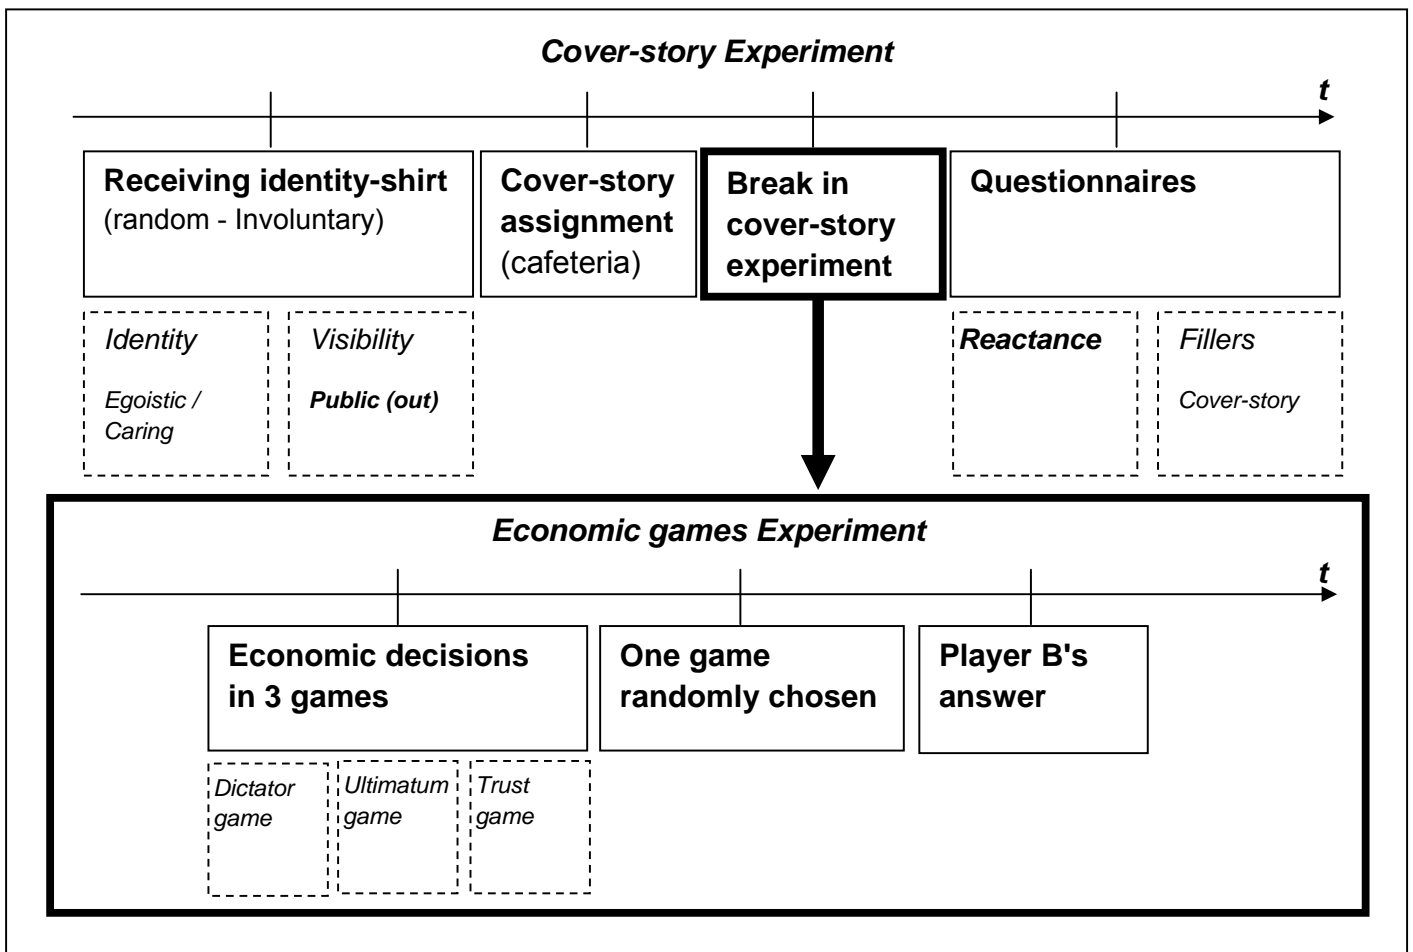 Cover-story Experiment
t
Receiving identity-shirt
(random - Involuntary)
Cover-story
assignment
(cafeteria)
Break in
cover-story
experiment
Questionnaires
Identity
Egoistic /
Caring
Visibility
Public (out)
Reactance
Fillers
Cover-story
Economic games Experiment
t
Economic decisions
in 3 games
One game
randomly chosen
Player B's
answer
Dictator
game
Ultimatum
game
Trust
game